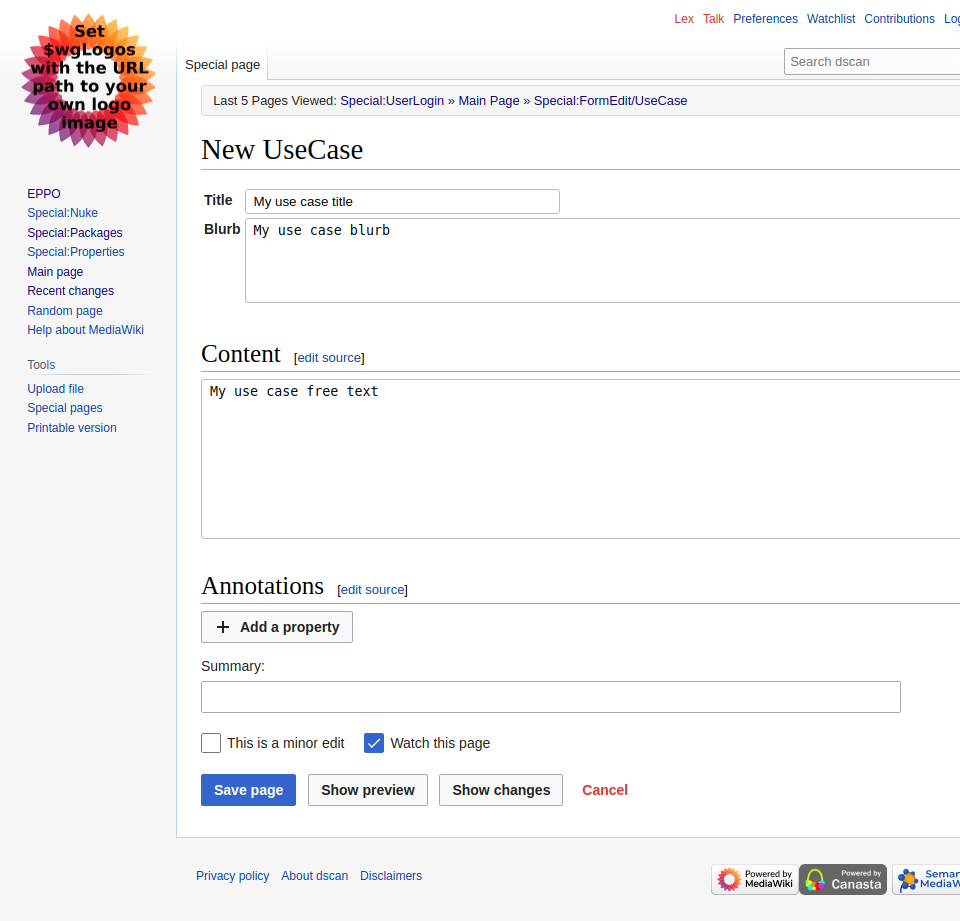 Set
$wgLogos
with the URL
path to your
own logo
image
Lex Talk Preferences Watchlist Contributions
Special page
Search dscan
Last 5 Pages Viewed: Special:UserLogin » Main Page » Special:FormEdit/UseCase
New UseCase
EPPO
Special:Nuke
Special:Packages
Special:Properties
Main page
Recent changes
Random page
Help about MediaWiki
Tools
Upload file
Special pages
Printable version
Title My use case title
Blurb My use case blurb
Content [edit source]
My use case free text
Annotations [edit source]
+ Add a property
Summary:
This is a minor edit Watch this page
Save page Show preview Show changes Cancel
Privacy policy About dscan Disclaimers
Powered by
MediaWiki
Powered by
Canasta
Seman
MediaW